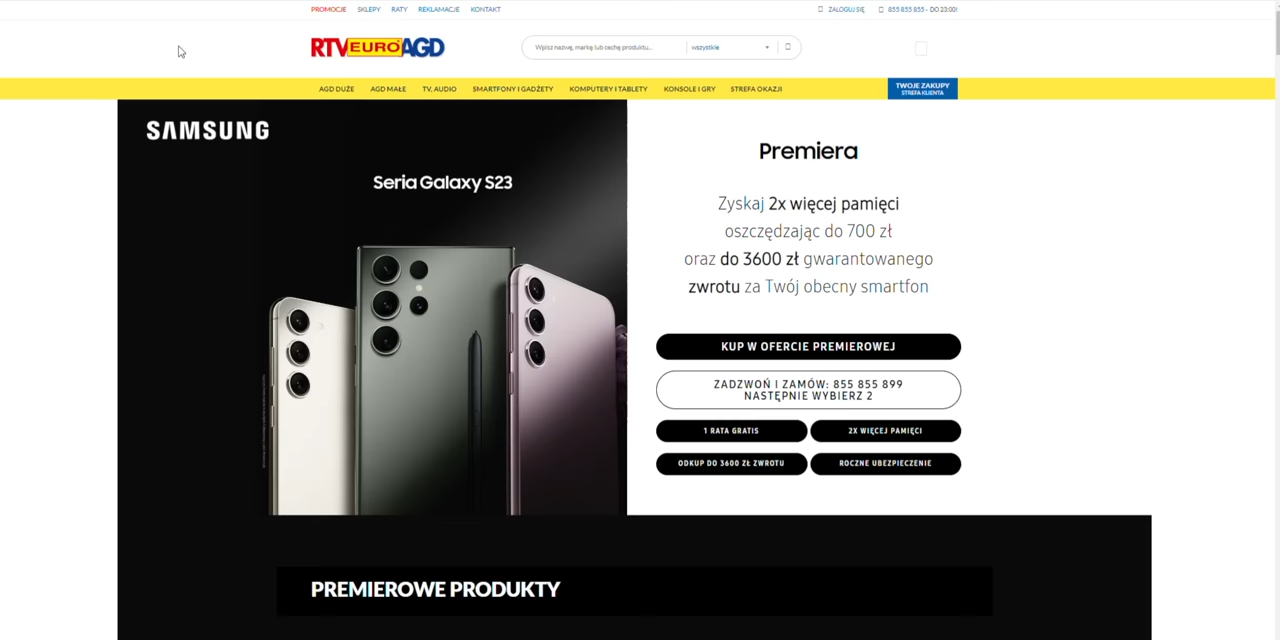 PROMOCJE SKLEPY RATY REKLAMACJE KONTAKT
ZALOGUJ SIĘ 855 855 855 - DO 23:00!
RTV EURO AGD
Wpisz nazwę, markę lub cechę produktu... wszystkie
AGD DUŻE AGD MAŁE TV, AUDIO SMARTFONY I GADŻETY KOMPUTERY I TABLETY KONSOLE I GRY STREFA OKAZJI
TWOJE ZAKUPY
STREFA KLIENTA
SAMSUNG
Seria Galaxy S23
Premiera
Zyskaj 2x więcej pamięci
oszczędzając do 700 zł
oraz do 3600 zł gwarantowanego
zwrotu za Twój obecny smartfon
KUP W OFERCIE PREMIEROWEJ
ZADZWOŃ I ZAMÓW: 855 855 899
NASTĘPNIE WYBIERZ 2
1 RATA GRATIS
2X WIĘCEJ PAMIĘCI
ODKUP DO 3600 ZŁ ZWROTU
ROCZNE UBEZPIECZENIE
PREMIEROWE PRODUKTY